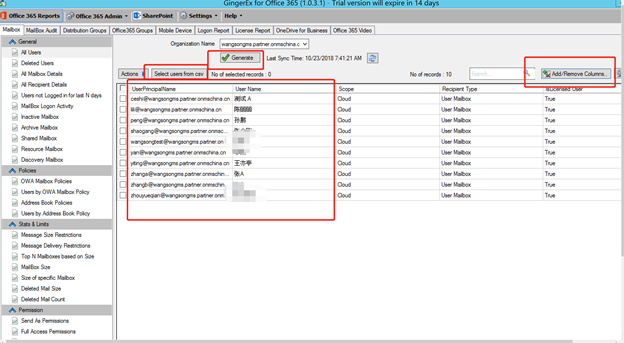 GingerEx for Office 365 (1.0.3.1) - Trial version will expire in 14 days
Office 365 Reports Office 365 Admin SharePoint Settings Help
Mailbox MailBox Audit Distribution Groups Office365 Groups Mobile Device Logon Report License Report OneDrive for Business Office 365 Video
General
All Users
Deleted Users
All Mailbox Details
All Recipient Details
Users not Logged in for last N days
MailBox Logon Activity
Inactive Mailbox
Archive Mailbox
Shared Mailbox
Resource Mailbox
Discovery Mailbox
Policies
OWA Mailbox Policies
Users by OWA Mailbox Policy
Address Book Policies
Users by Address Book Policy
Stats & Limits
Message Size Restrictions
Message Delivery Restrictions
Top N Mailboxes based on Size
MailBox Size
Size of specific Mailbox
Deleted Mail Size
Deleted Mail Count
Permission
Send As Permissions
Full Access Permissions
Organization Name wangsongms.partner.onmschina.c
Generate Last Sync Time: 10/23/2018 7:41:21 AM
Actions Select users from csv No of selected records : 0 No of records : 10 Search... Add/Remove Columns
UserPrincipalName User Name Scope Recipient Type IsLicensed User
ceshi@wangsongms.partner.onmschina.cn 测试 A Cloud User Mailbox True
lili@wangsongms.partner.onmschina.cn Cloud User Mailbox True
peng@wangsongms.partner.onmschina.cn 孙鹏 Cloud User Mailbox True
shaogang@wangsongms.partner.onmsc... Cloud User Mailbox True
wangsongtest@wangsongms.partner.on... Cloud User Mailbox True
yan@wangsongms.partner.onmschina.cn Cloud User Mailbox True
yiting@wangsongms.partner.onmschina.cn 王亦亭 Cloud User Mailbox True
zhanga@wangsongms.partner.onmschin... 张A Cloud User Mailbox True
zhangb@wangsongms.partner.onmschin... Cloud User Mailbox True
zhouyueqian@wangsongms.partner.onm... Cloud User Mailbox True